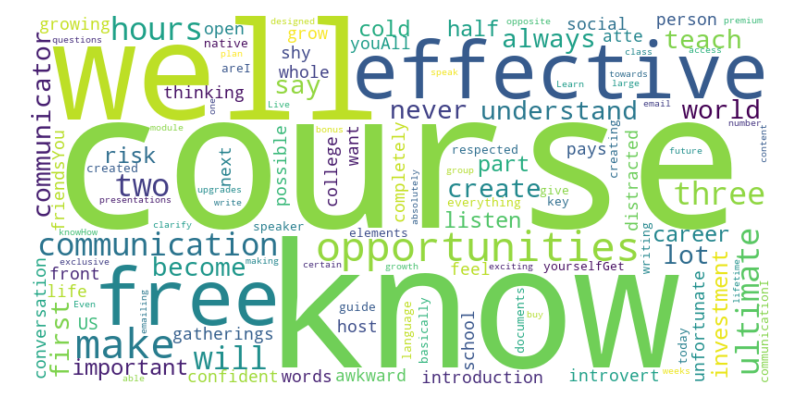 growing
questions
hours
open
native
plan
areI
designed
grow
shy
whole
thinking
say
youAll
cold
half
opposite
always
social
atte
class
person
premium
teach
access
well
effective
speak
Learn
towards
large
one
Live
never
understand
email
world
number
communicator
module
bonus
course
friendsYou
risk
created
two
upgrades
presentations
write
next
possible
college
want
completely
absolutely
respected
group
part
pays
creating
create
everything
give
key
listen
distracted
future
three
content
clarify
speaker
knowHow
communication
elements
opportunities
writing
career
lot
ultimate
lifetime
conversation
exclusive
making
front
become
certain
growth
feel
exciting
yourselfGet
investment
life
Even
free
know
first
US
emailing
make
will
gatherings
guide
host
language
basically
school
documents
buy
today
unfortunate
weeks
communicationI
important
able
confident
words
awkward
introduction
introvert